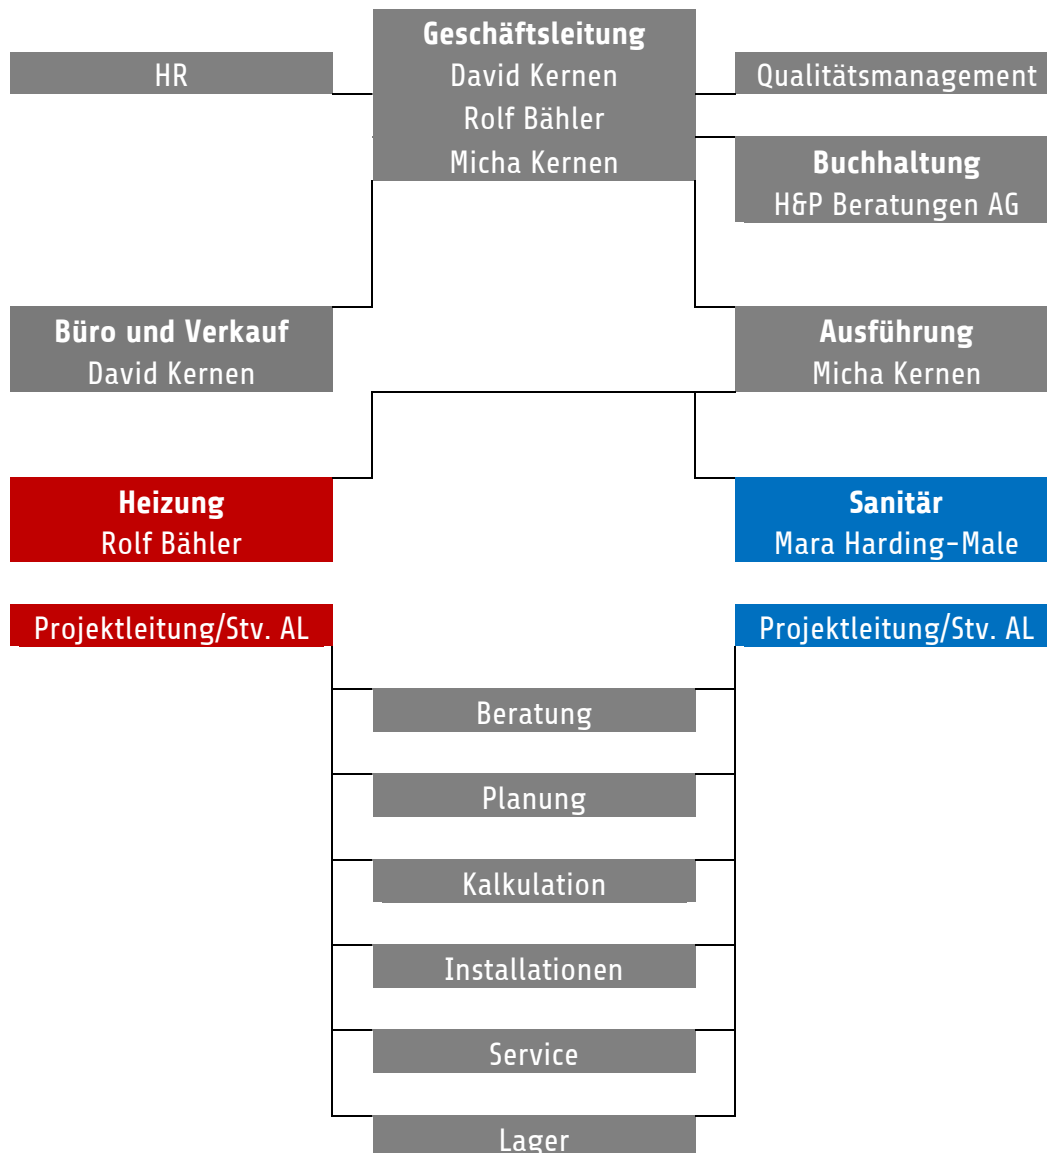 Geschäftsleitung
David Kernen
Rolf Bähler
Micha Kernen
HR
Qualitätsmanagement
Buchhaltung
H&P Beratungen AG
Büro und Verkauf
David Kernen
Ausführung
Micha Kernen
Heizung
Rolf Bähler
Sanitär
Mara Harding-Male
Projektleitung/Stv. AL
Projektleitung/Stv. AL
Beratung
Planung
Kalkulation
Installationen
Service
Lager